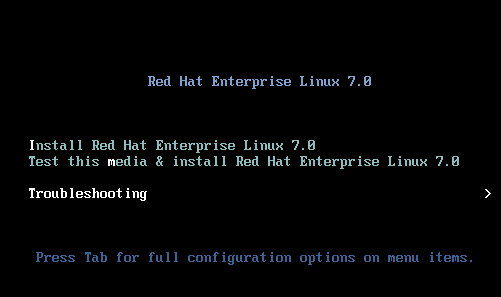 Red Hat Enterprise Linux 7.0
Install Red Hat Enterprise Linux 7.0
Test this media & install Red Hat Enterprise Linux 7.0
Troubleshooting >
Press Tab for full configuration options on menu items.